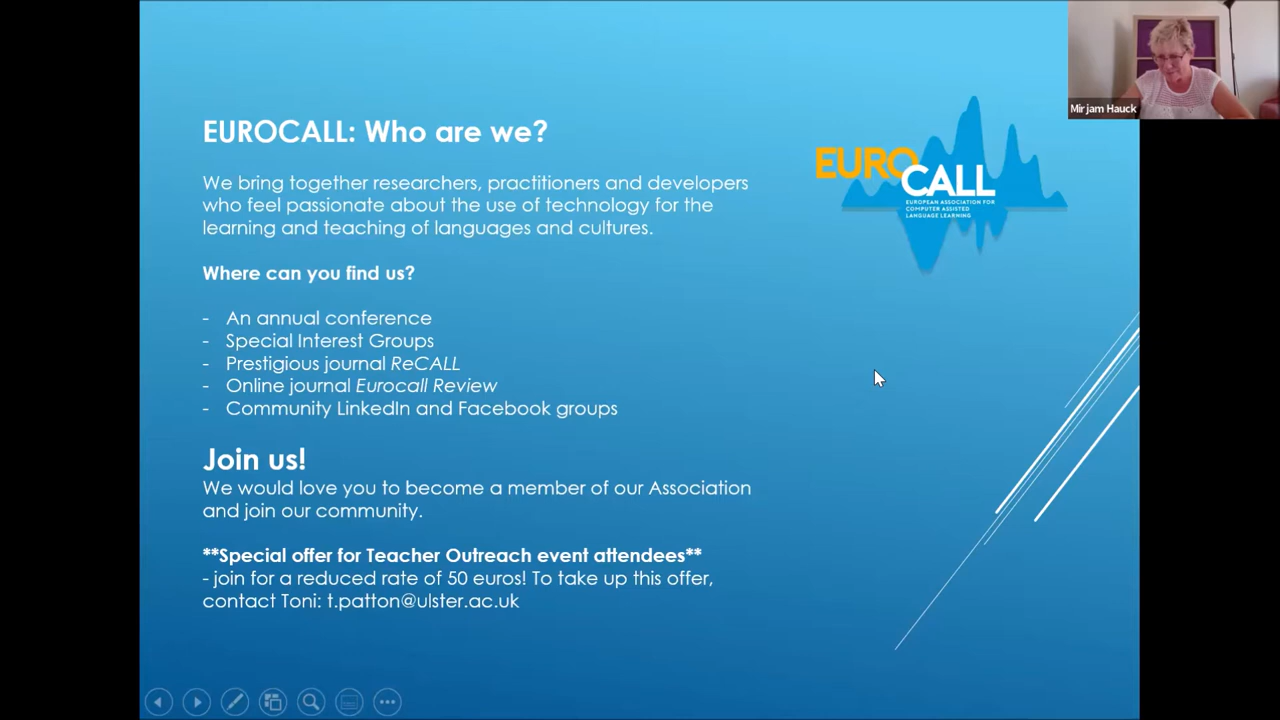 Mirjam Hauck
EUROCALL: Who are we?
EURO
CALL
EUROPEAN ASSOCIATION FOR
COMPUTER ASSISTED
LANGUAGE LEARNING
We bring together researchers, practitioners and developers
who feel passionate about the use of technology for the
learning and teaching of languages and cultures.
Where can you find us?
- An annual conference
- Special Interest Groups
- Prestigious journal ReCALL
- Online journal Eurocall Review
- Community LinkedIn and Facebook groups
Join us!
We would love you to become a member of our Association
and join our community.
**Special offer for Teacher Outreach event attendees**
- join for a reduced rate of 50 euros! To take up this offer,
contact Toni: t.patton@ulster.ac.uk